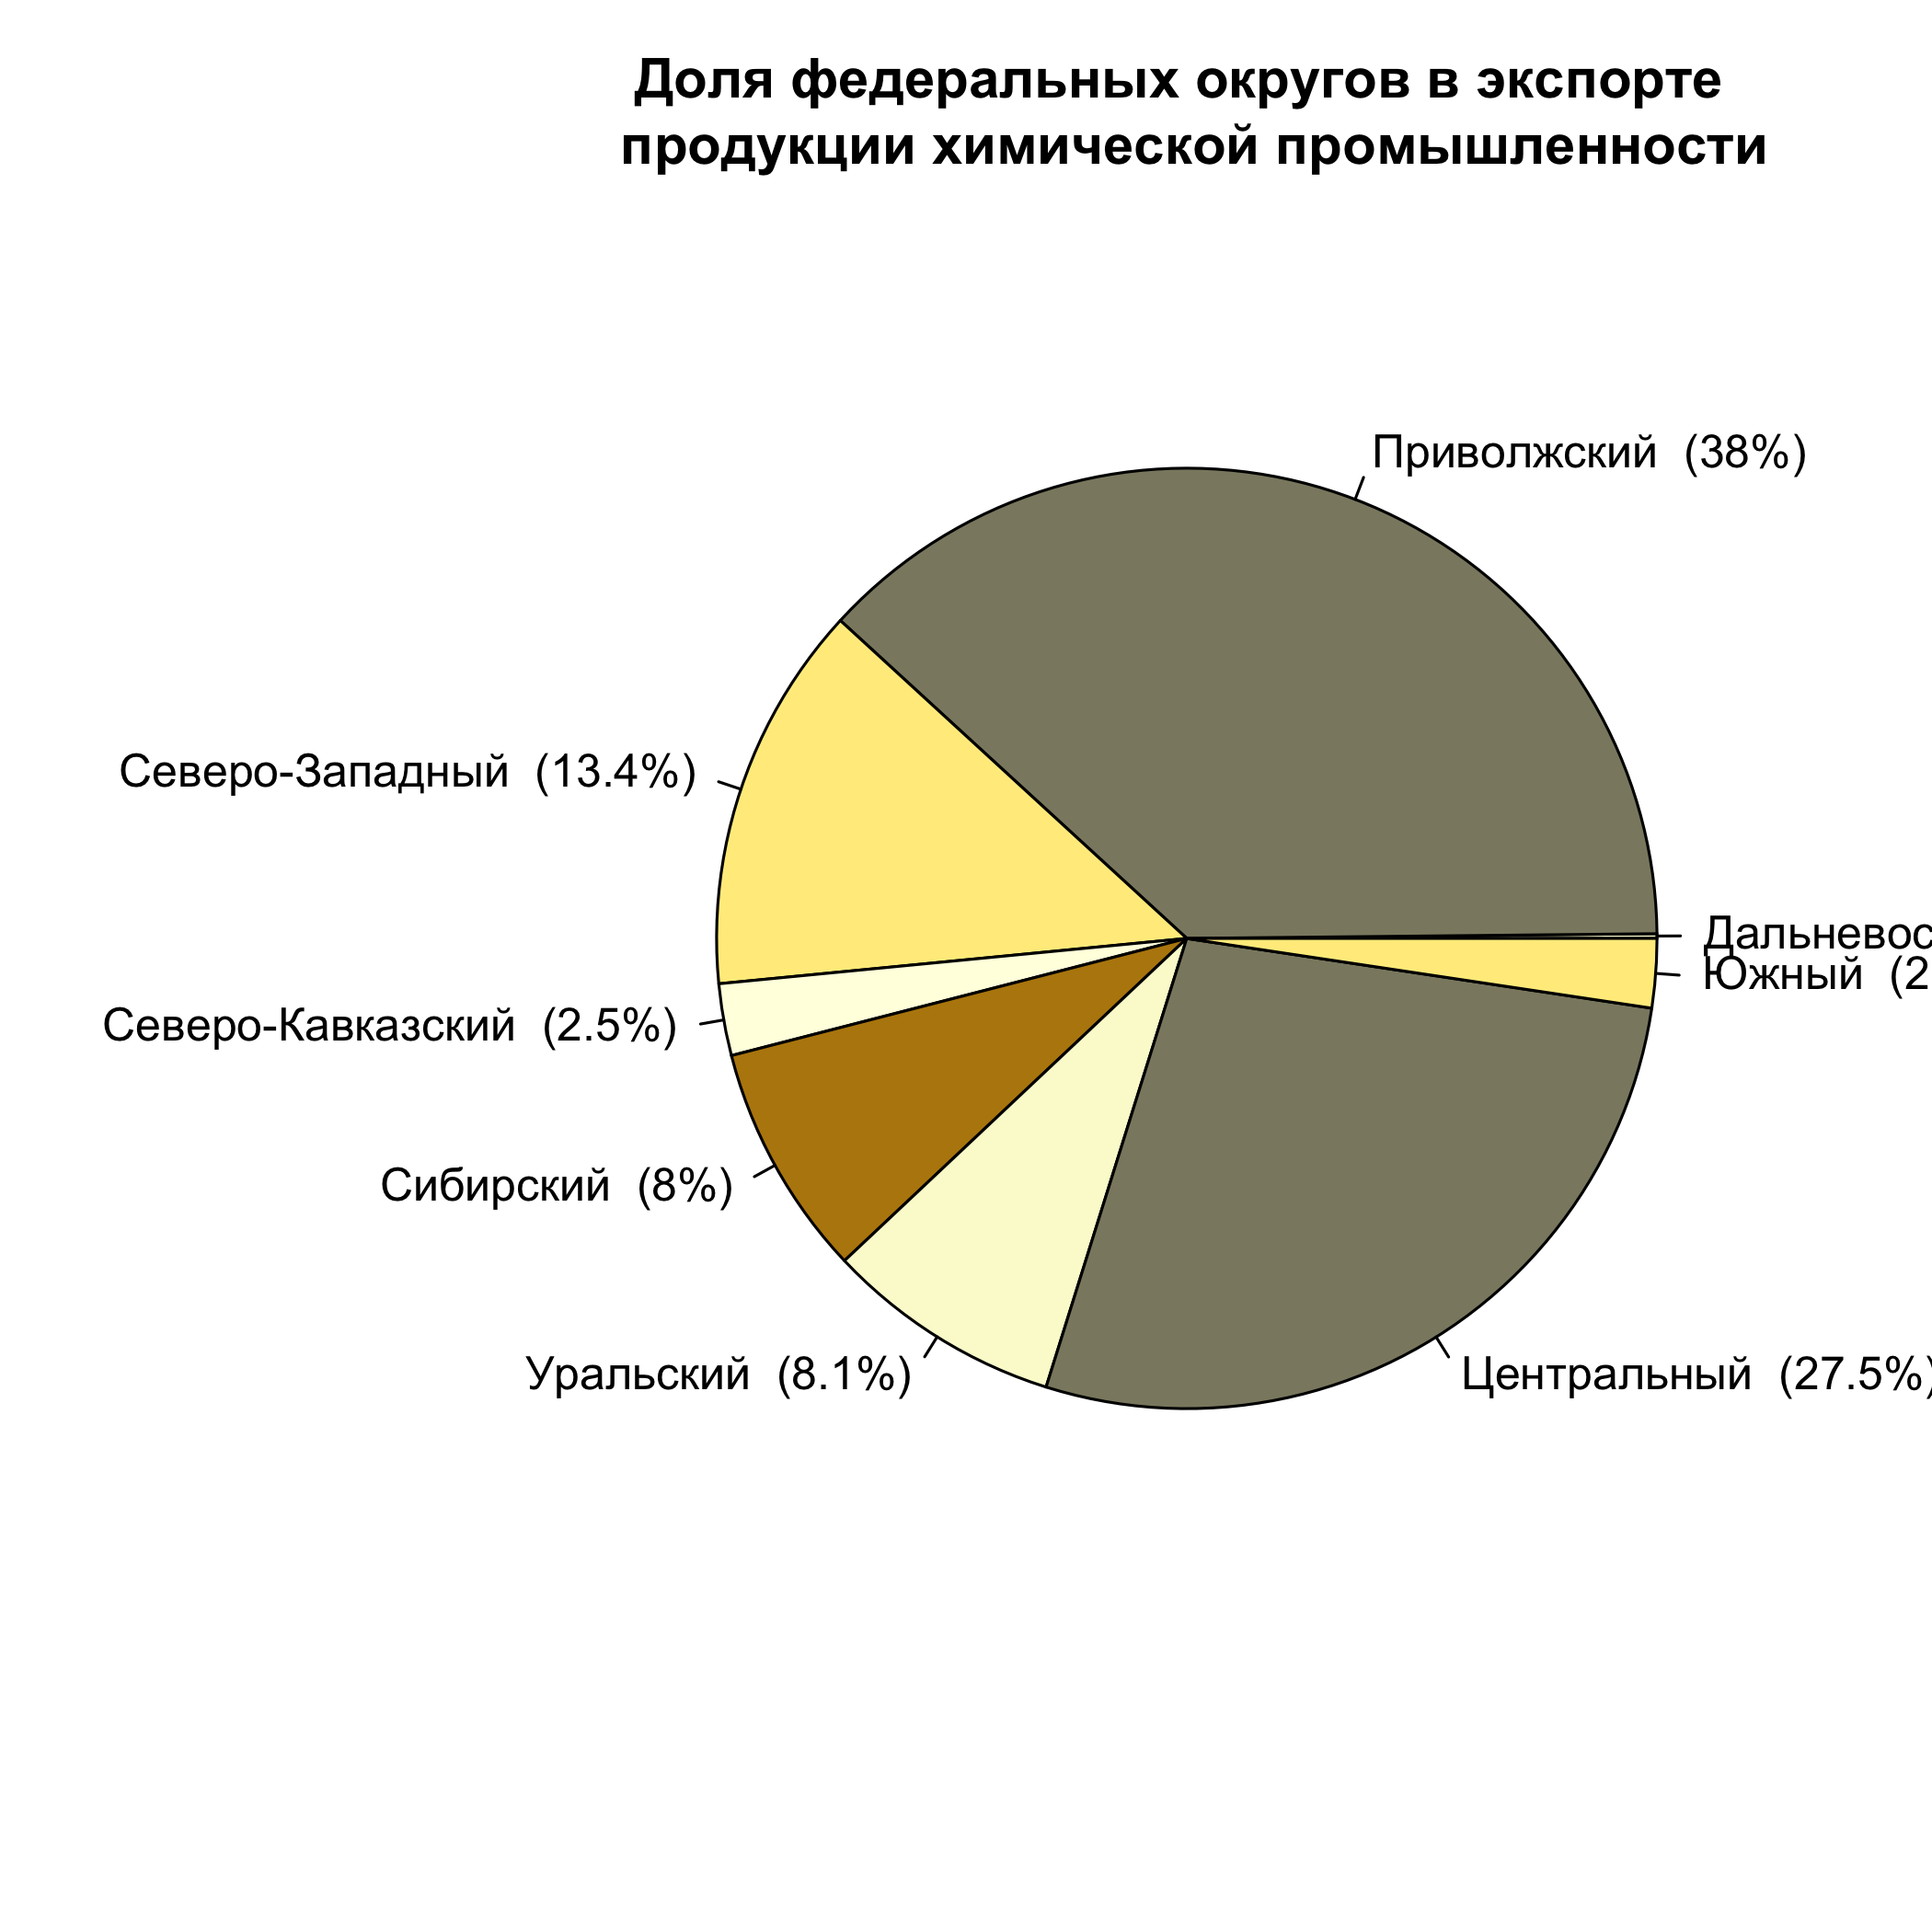 Доля федеральных округов в экспорте
продукции химической промышленности
Приволжский (38%)
Северо-Западный (13.4%)
Дальневос
Южный (2
Северо-Кавказский (2.5%)
Сибирский (8%)
Уральский (8.1%)
Центральный (27.5%)